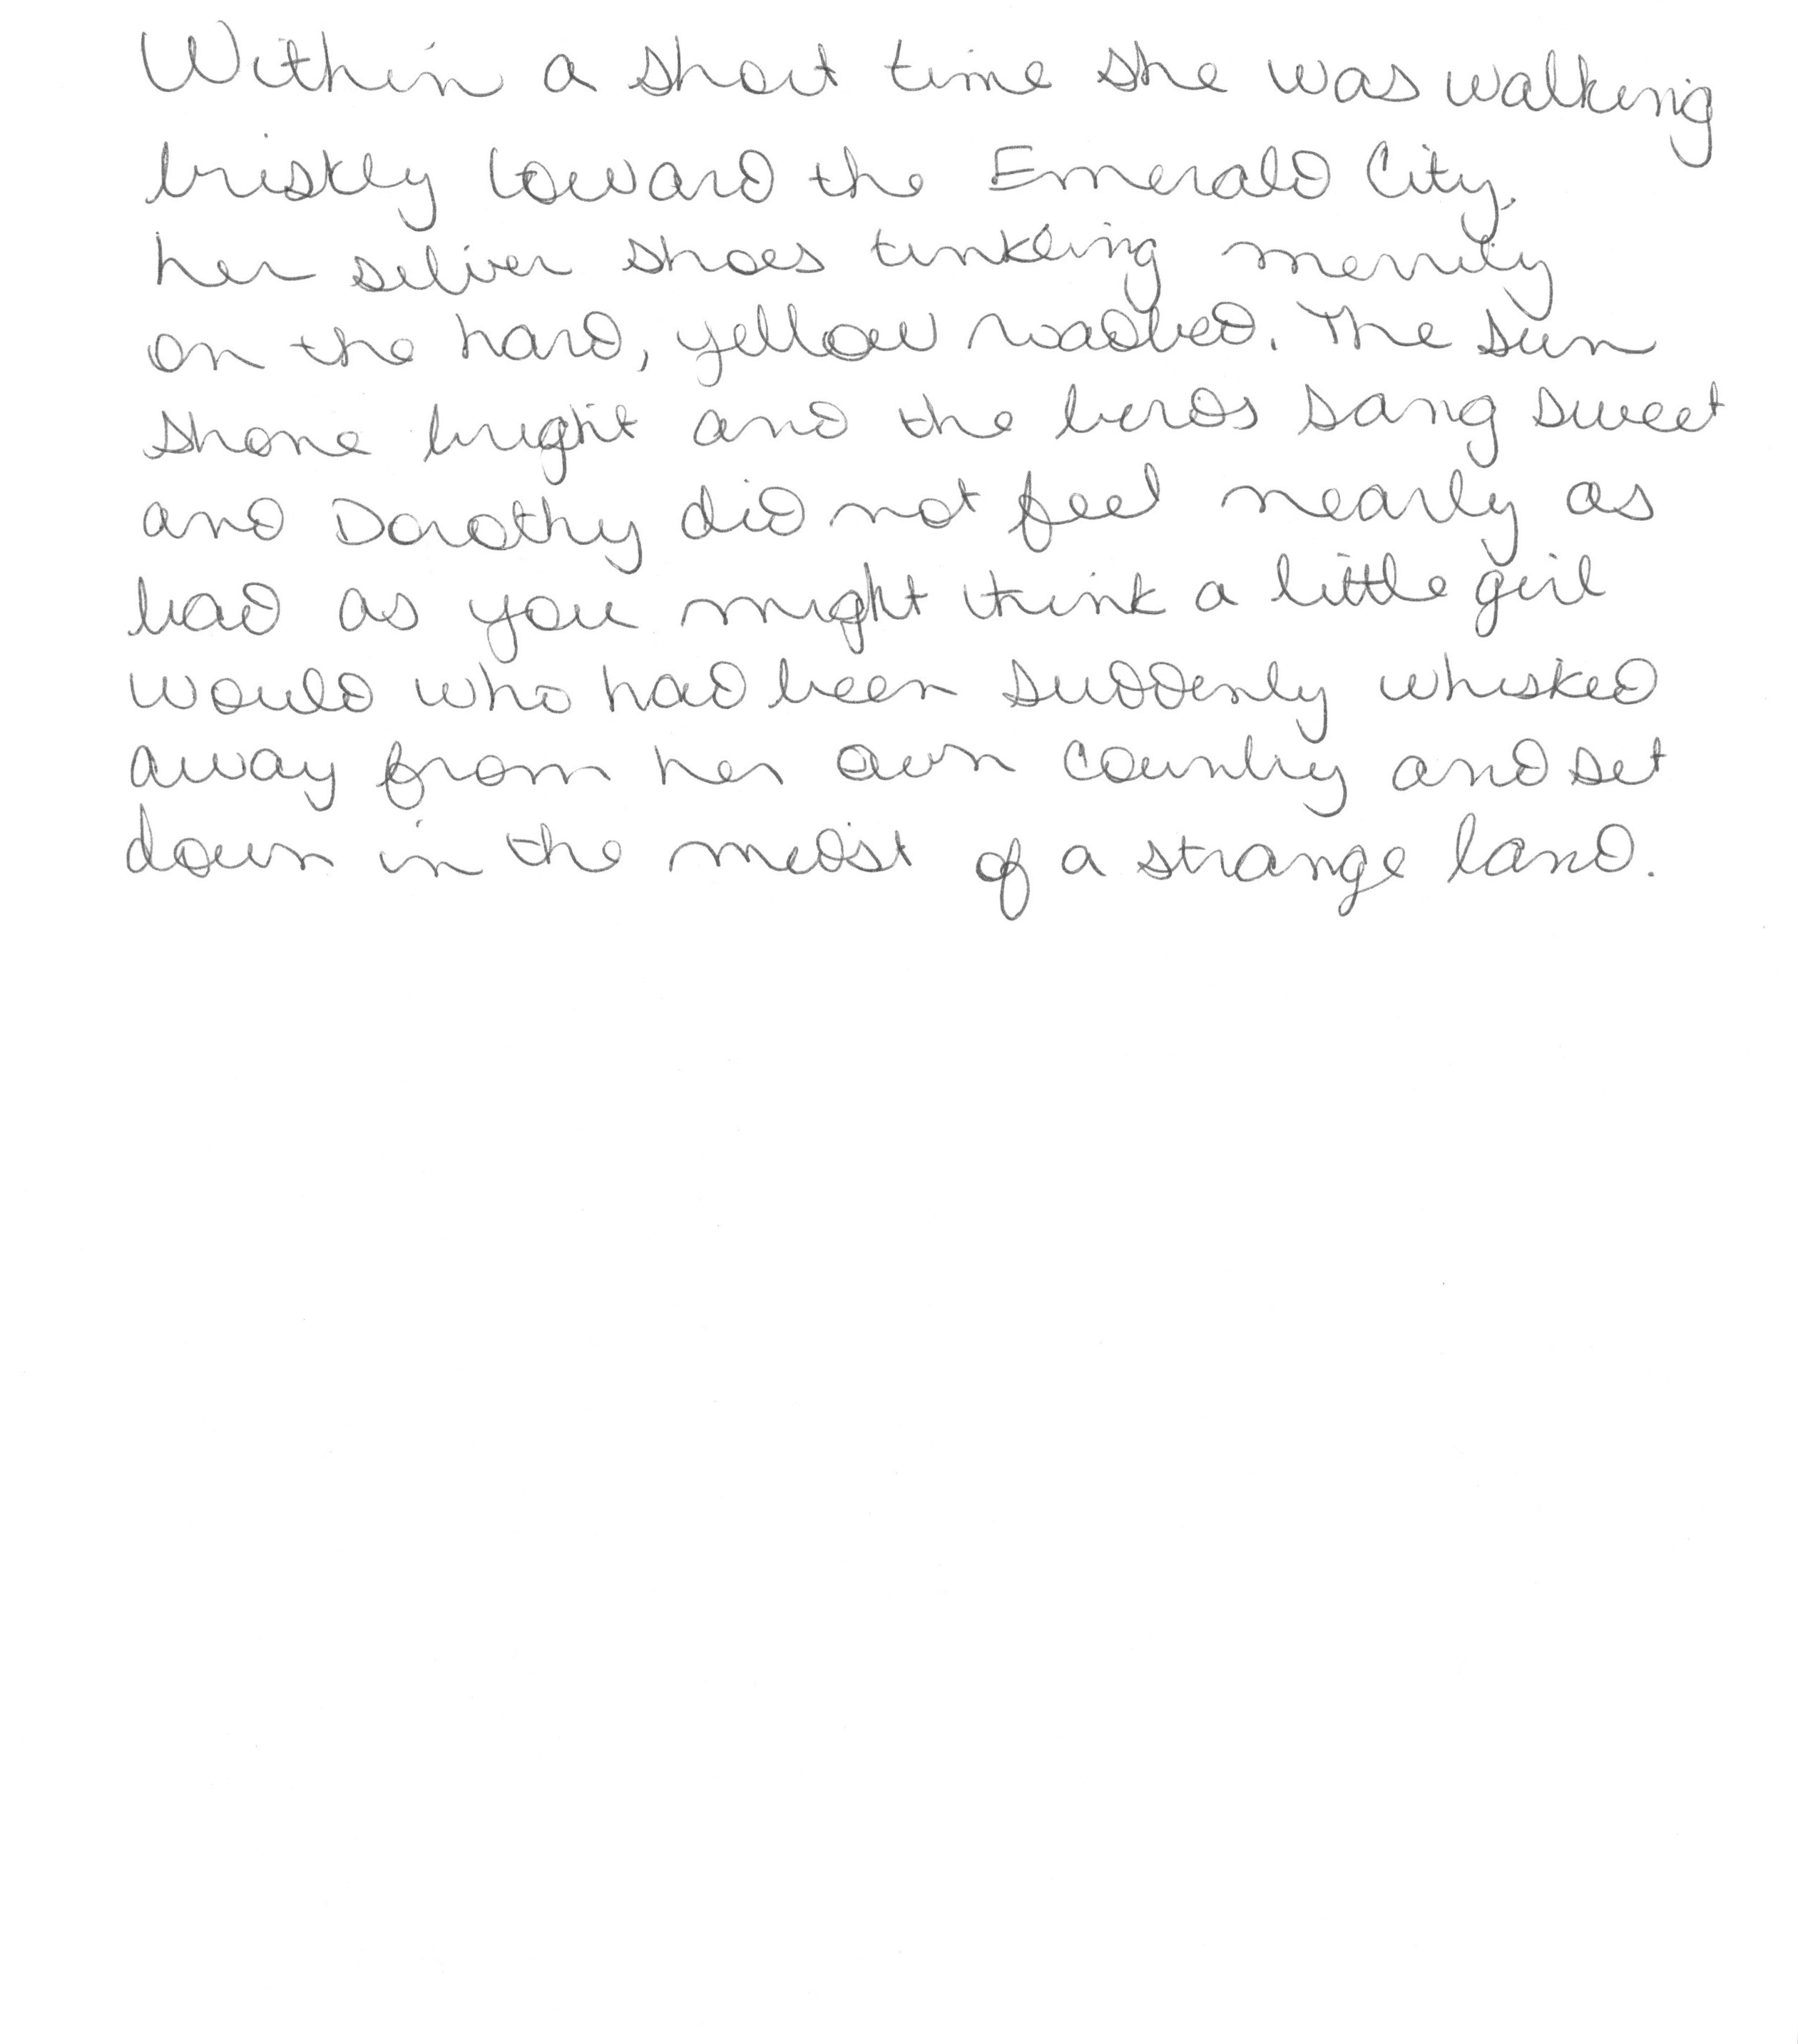 Within a short time she was walking
briskly toward the Emerald City,
her silver shoes tinkling merrily
on the hard, yellow roadbed. The sun
shone bright and the birds sang sweet
and Dorothy did not feel nearly as
bad as you might think a little girl
would who had been suddenly whisked
away from her own country and set
down in the midst of a strange land.